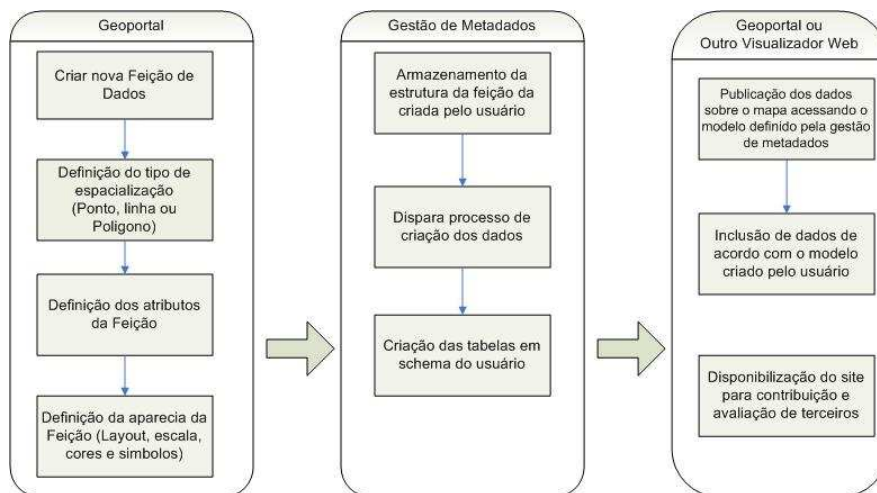 Geoportal
Criar nova Feição de
Dados
Definição do tipo de
espacialização
(Ponto, linha ou
Poligono)
Definição dos atributos
da Feição
Definição da aparecia da
Feição (Layout, escala,
cores e simbolos)
Gestão de Metadados
Armazenamento da
estrutura da feição da
criada pelo usuário
Dispara processo de
criação dos dados
Criação das tabelas em
schema do usuário
Geoportal ou
Outro Visualizador Web
Publicação dos dados
sobre o mapa acessando o
modelo definido pela gestão
de metadados
Inclusão de dados de
acordo com o modelo
criado pelo usuário
Disponibilização do site
para contribuição e
avaliação de terceiros